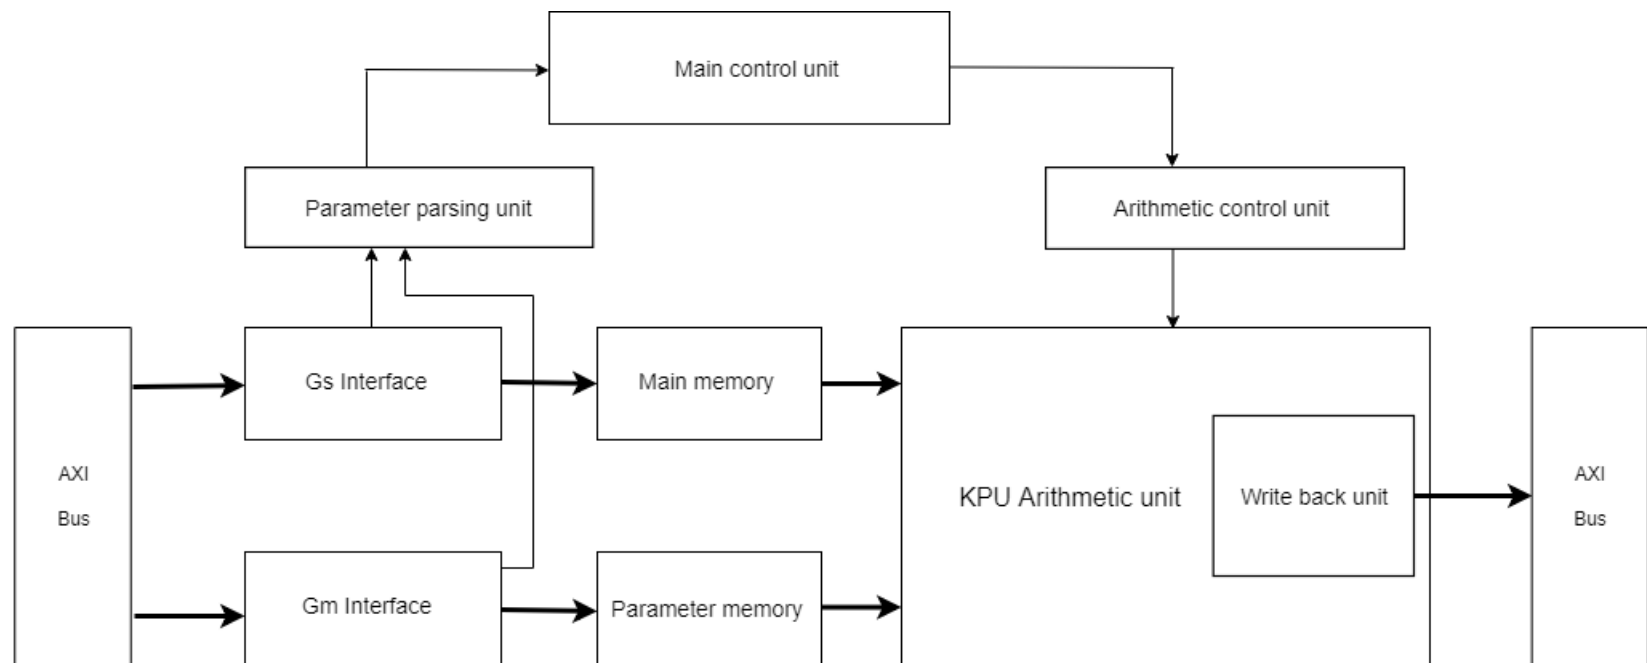 Main control unit
Parameter parsing unit
Arithmetic control unit
Gs Interface
Main memory
AXI
Bus
KPU Arithmetic unit
Write back unit
AXI
Bus
Gm Interface
Parameter memory